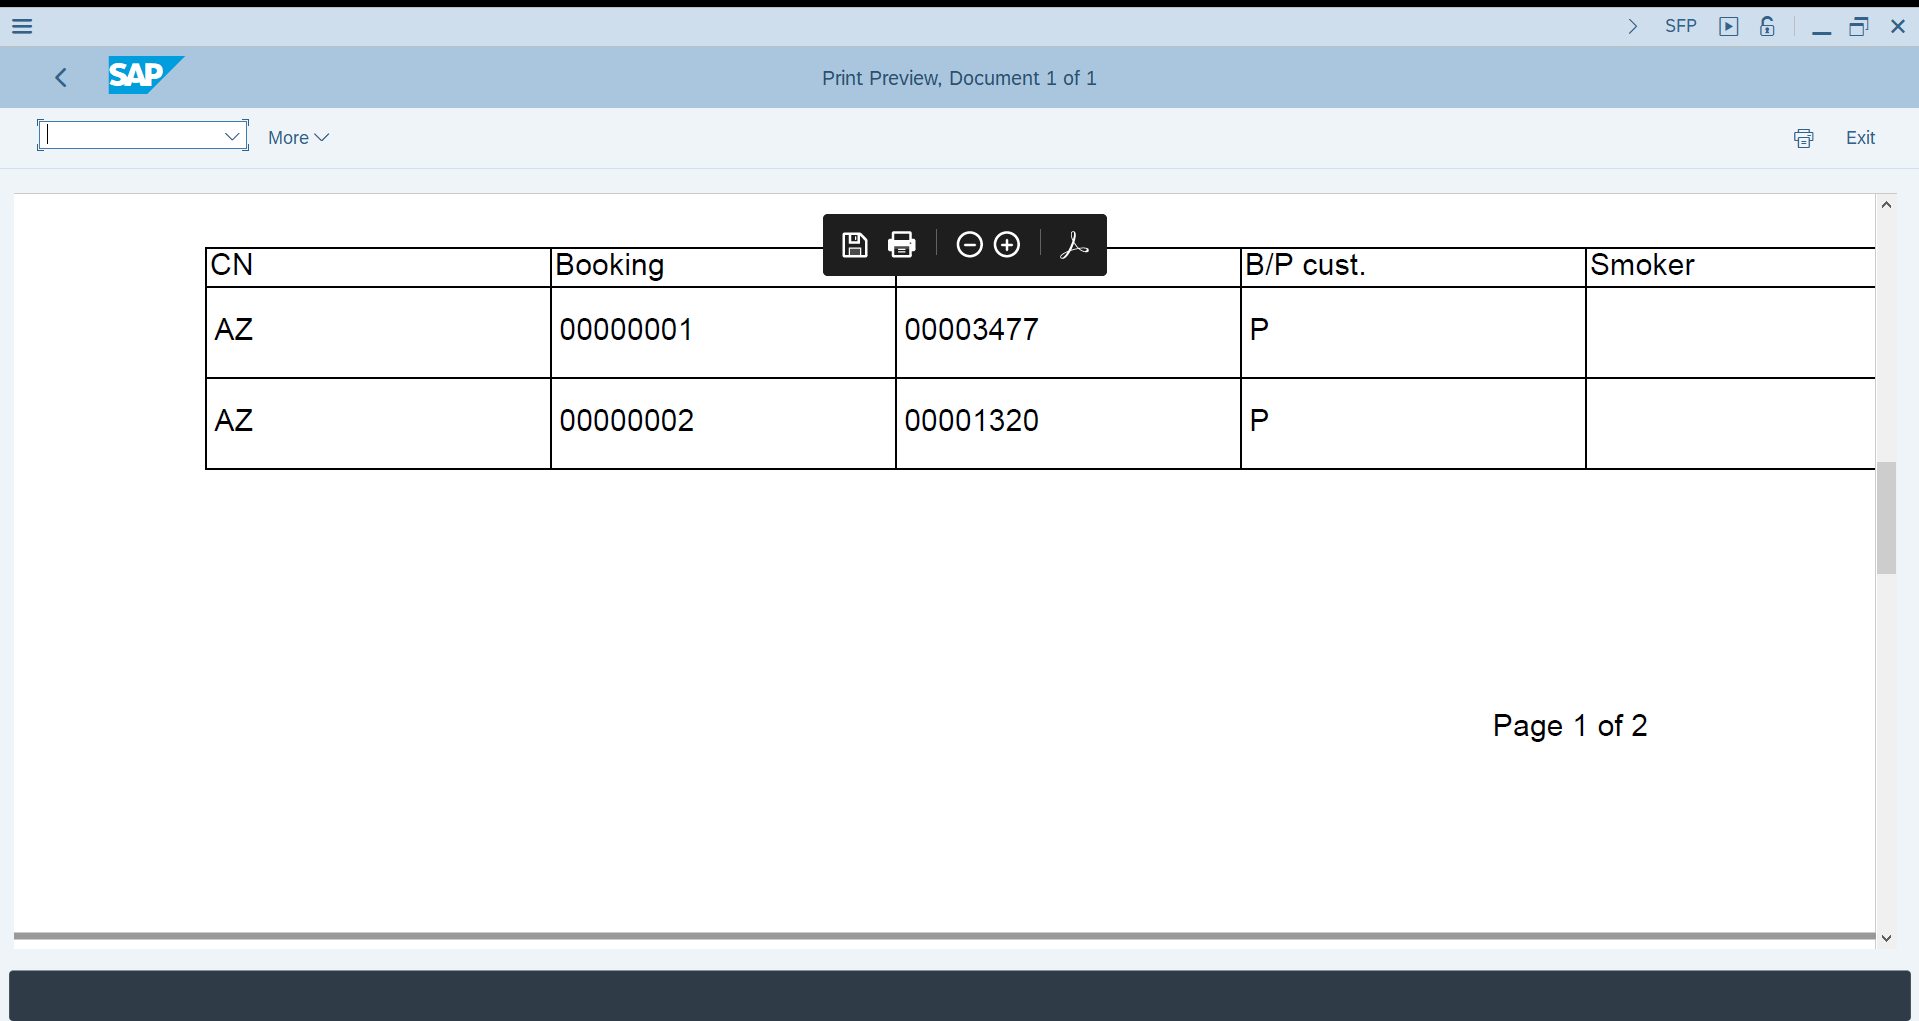 SFP
SAP
Print Preview, Document 1 of 1
More
Exit
CN Booking B/P cust. Smoker
AZ 00000001 00003477 P
AZ 00000002 00001320 P
Page 1 of 2